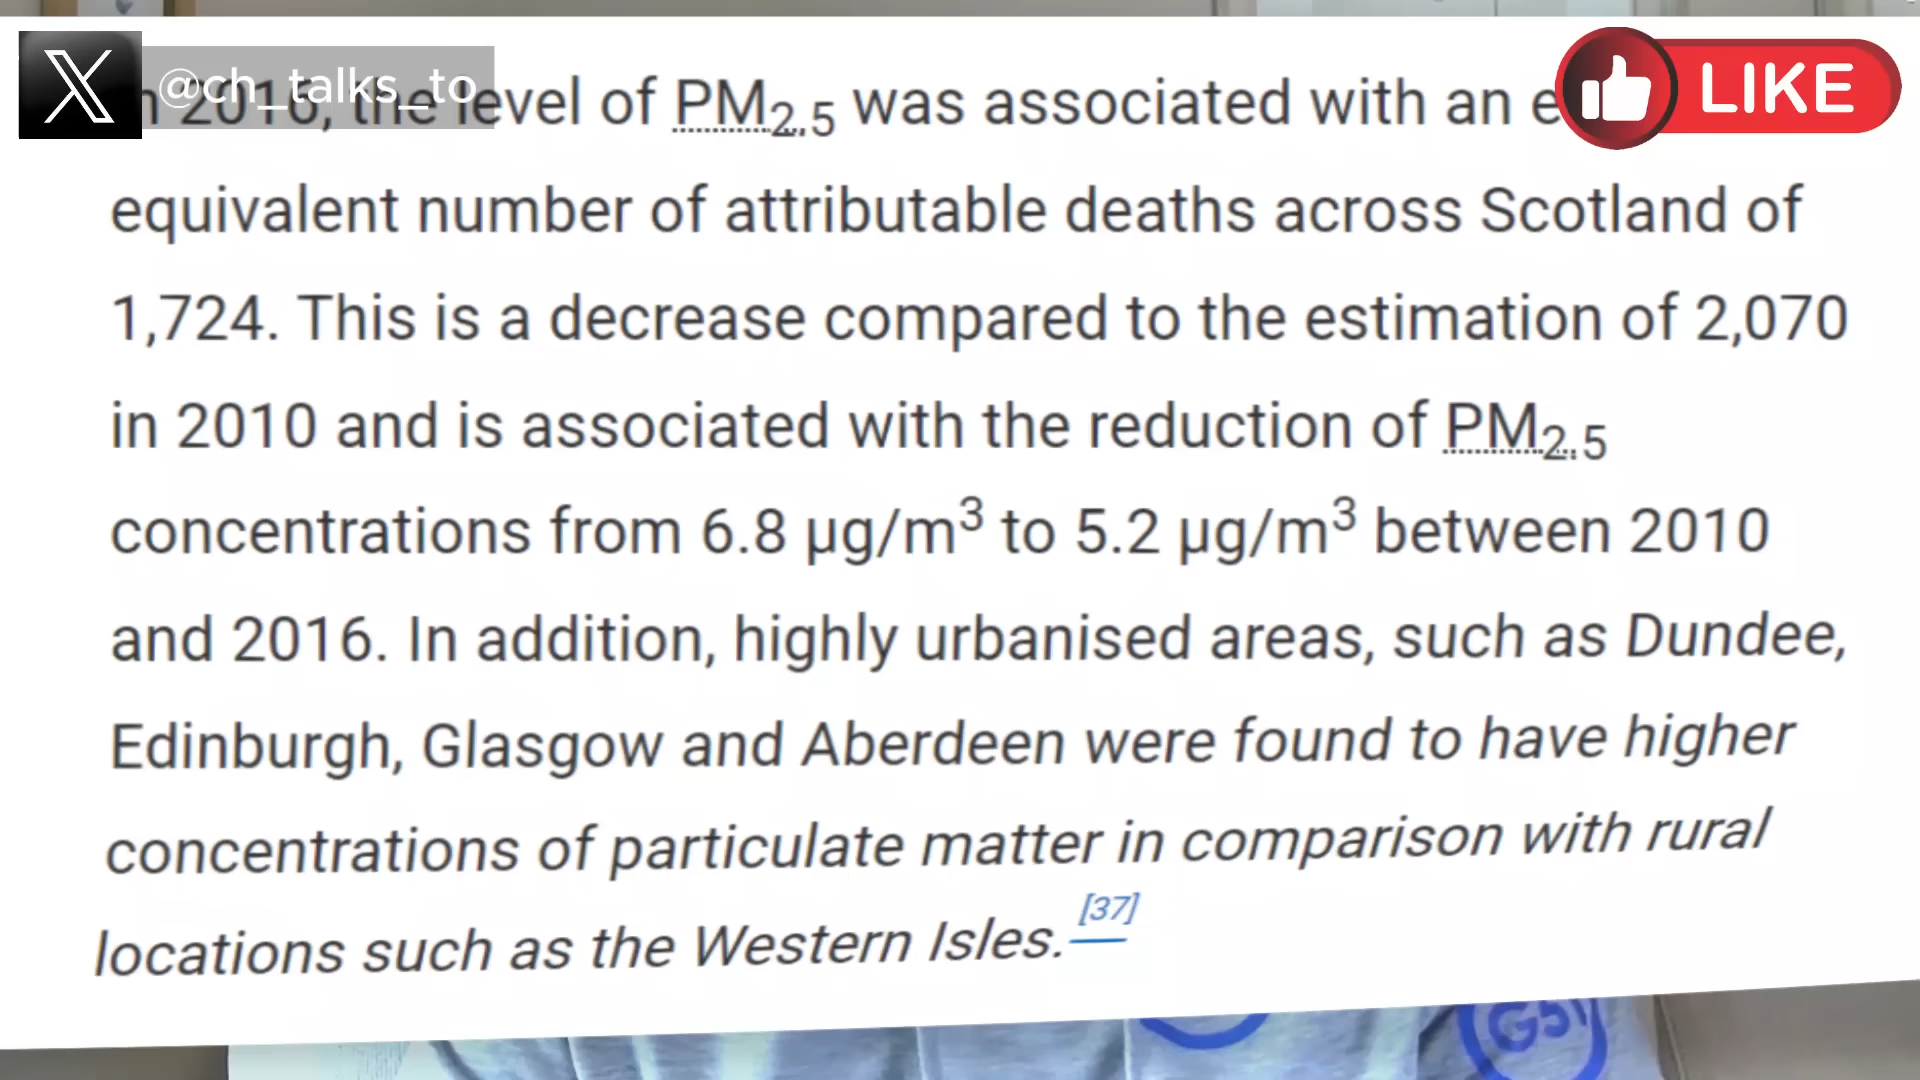 @ch_talks_to
LIKE
n 2016, the level of PM2.5 was associated with an e
equivalent number of attributable deaths across Scotland of
1,724. This is a decrease compared to the estimation of 2,070
in 2010 and is associated with the reduction of PM2.5
concentrations from 6.8 µg/m³ to 5.2 µg/m³ between 2010
and 2016. In addition, highly urbanised areas, such as Dundee,
Edinburgh, Glasgow and Aberdeen were found to have higher
concentrations of particulate matter in comparison with rural
locations such as the Western Isles.[37]